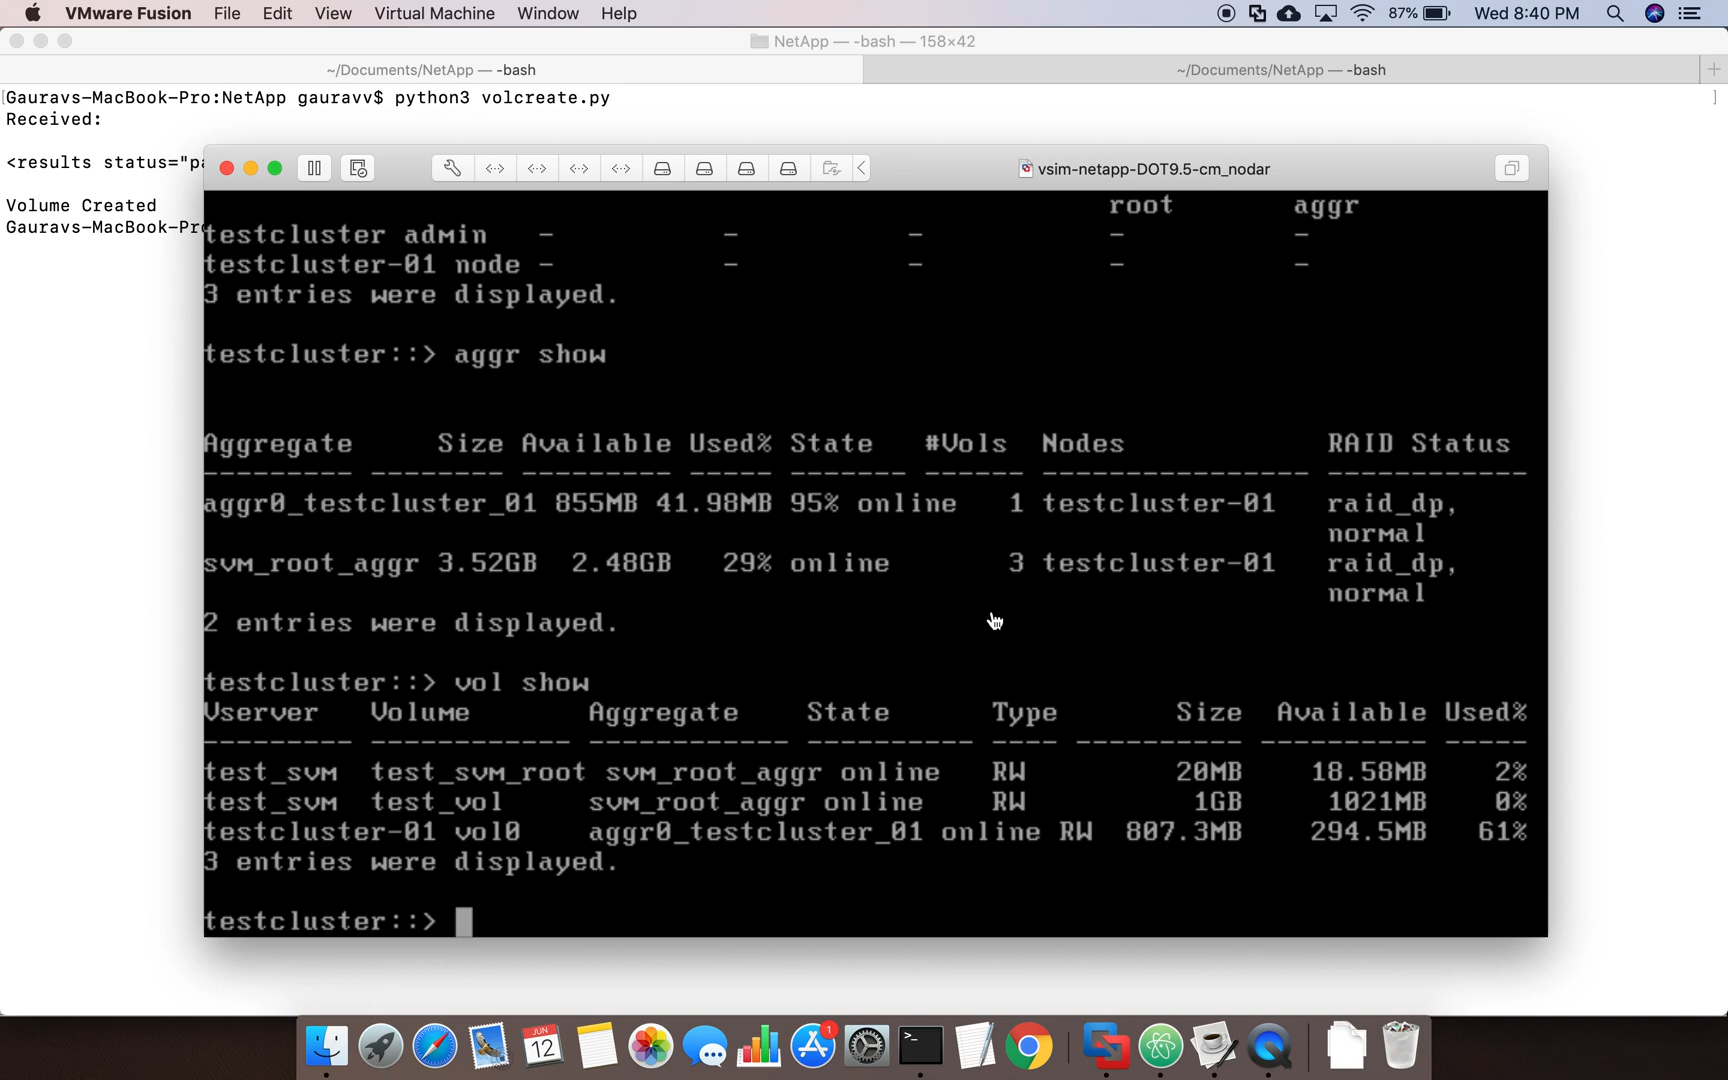 VMware Fusion File Edit View Virtual Machine Window Help 87% Wed 8:40 PM
NetApp — -bash — 158×42
~/Documents/NetApp — -bash ~/Documents/NetApp — -bash
[Gauravs-MacBook-Pro:NetApp gauravv$ python3 volcreate.py ]
Received:
<results status="pa
Volume Created
Gauravs-MacBook-Pro
vsim-netapp-DOT9.5-cm_nodar
root aggr
testcluster admin - - - - -
testcluster-01 node - - - - -
3 entries were displayed.
testcluster::> aggr show
Aggregate Size Available Used% State #Vols Nodes RAID Status
--------- -------- --------- ----- ------- ------ ---------------- ------------
aggr0_testcluster_01 855MB 41.98MB 95% online 1 testcluster-01 raid_dp,
normal
svm_root_aggr 3.52GB 2.48GB 29% online 3 testcluster-01 raid_dp,
normal
2 entries were displayed.
testcluster::> vol show
Vserver Volume Aggregate State Type Size Available Used%
--------- ------------ ------------ ---------- ---- ---------- ---------- -----
test_svm test_svm_root svm_root_aggr online RW 20MB 18.58MB 2%
test_svm test_vol svm_root_aggr online RW 1GB 1021MB 0%
testcluster-01 vol0 aggr0_testcluster_01 online RW 807.3MB 294.5MB 61%
3 entries were displayed.
testcluster::>
JUN
12
1
>_